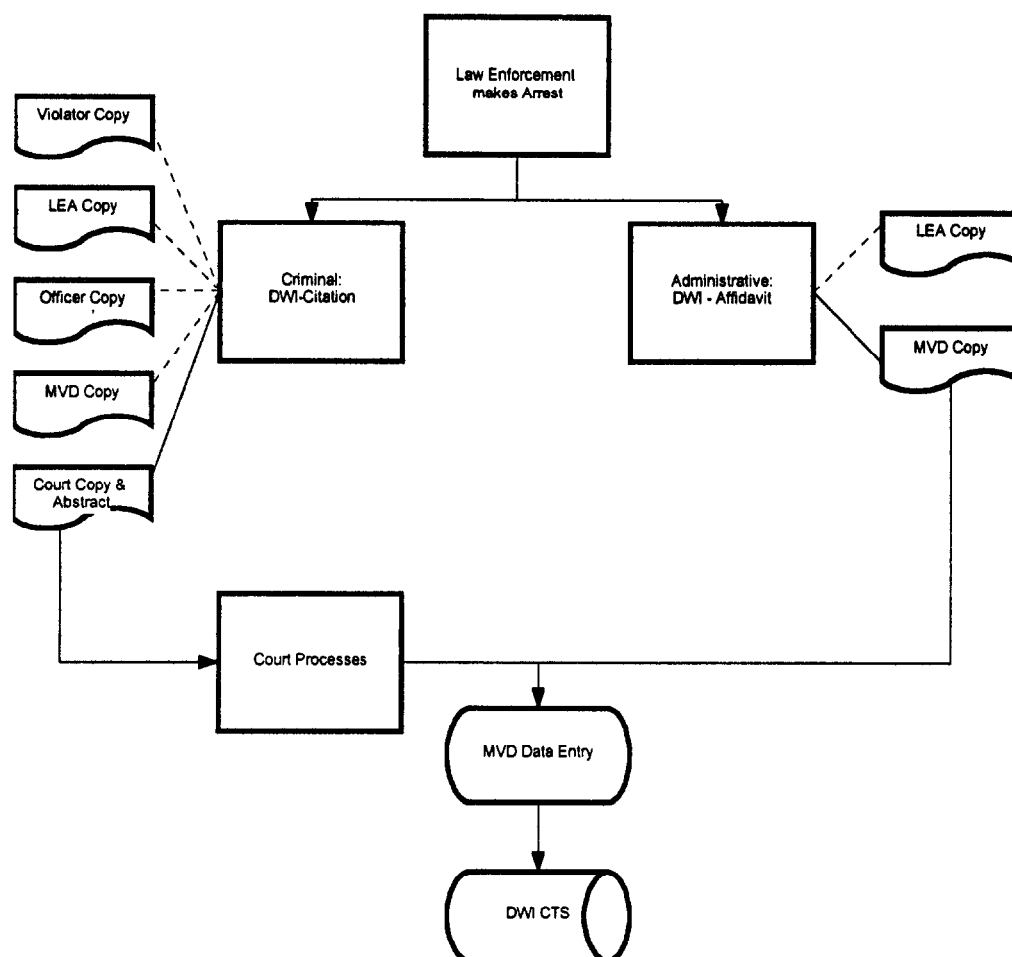 Law Enforcement
makes Arrest
Violator Copy
LEA Copy
Officer Copy
MVD Copy
Court Copy &
Abstract
Criminal:
DWI-Citation
Administrative:
DWI - Affidavit
LEA Copy
MVD Copy
Court Processes
MVD Data Entry
DWI CTS